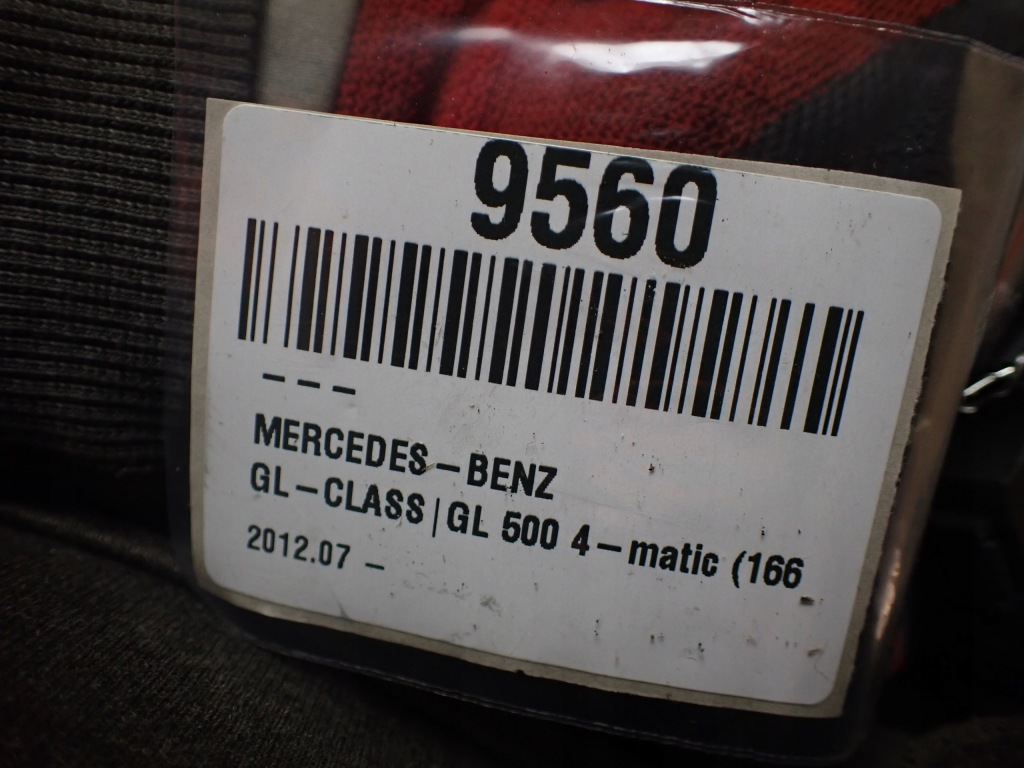 9560
---
MERCEDES-BENZ
GL-CLASS|GL 500 4-matic (166
2012.07 -